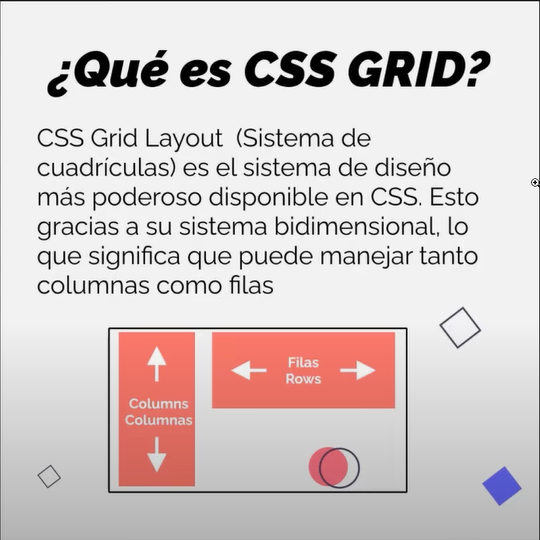 ¿Qué es CSS GRID?
CSS Grid Layout (Sistema de
cuadrículas) es el sistema de diseño
más poderoso disponible en CSS. Esto
gracias a su sistema bidimensional, lo
que significa que puede manejar tanto
columnas como filas
Columns
Columnas
Filas
Rows